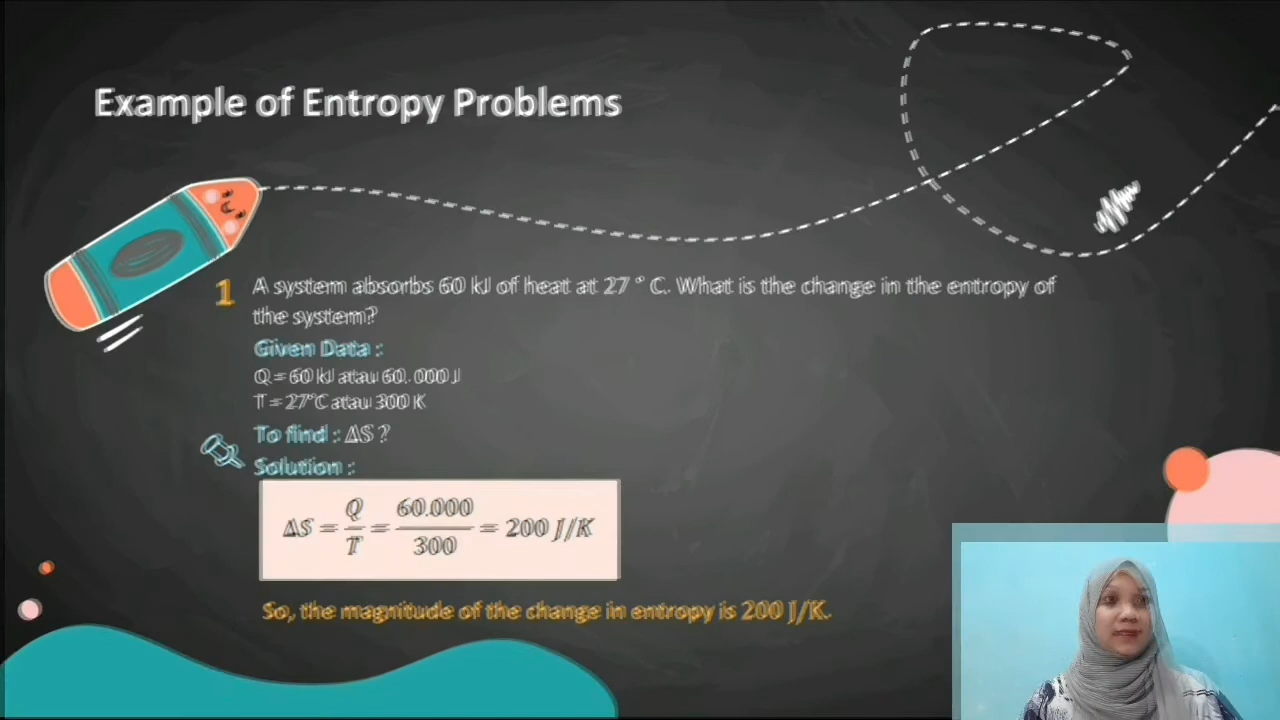 Example of Entropy Problems
1 A system absorbs 60 kJ of heat at 27 ° C. What is the change in the entropy of
the system?
Given Data :
Q = 60 kJ atau 60. 000 J
T = 27°C atau 300 K
To find : ΔS ?
Solution :
ΔS = Q/T = 60.000/300 = 200 J/K
So, the magnitude of the change in entropy is 200 J/K.